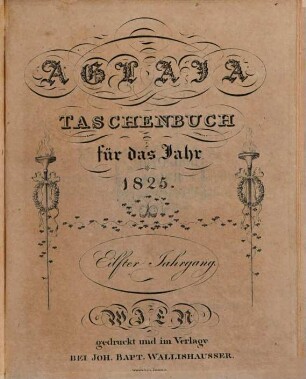 AGLAJA
TASCHENBUCH
für das Jahr
1825.
Eilfter Jahrgang.
WIEN
gedruckt und im Verlage
BEI JOH. BAPT. WALLISHAUSSER.